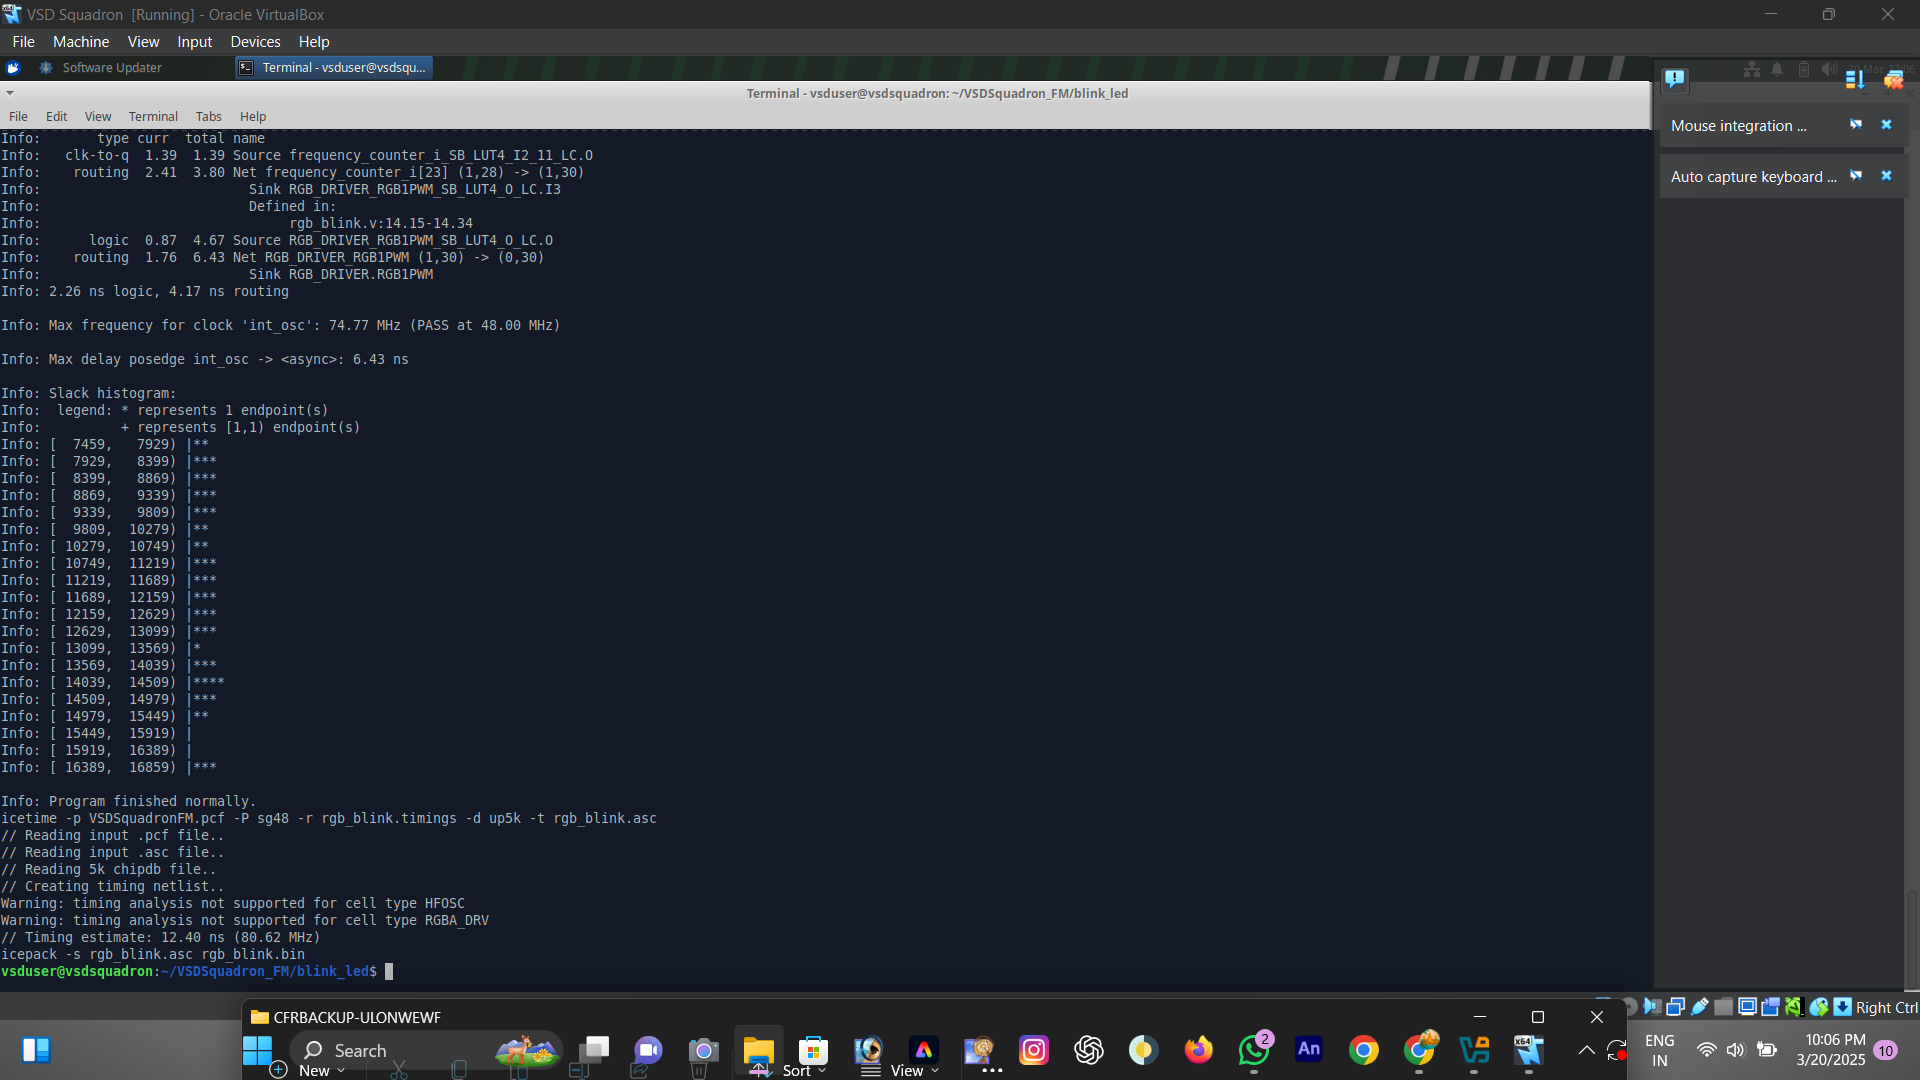 VSD Squadron [Running] - Oracle VirtualBox
File Machine View Input Devices Help
Software Updater
Terminal - vsduser@vsdsqu...
Terminal - vsduser@vsdsquadron: ~/VSDSquadron_FM/blink_led
File Edit View Terminal Tabs Help
Info:       type curr  total name
Info:   clk-to-q  1.39  1.39 Source frequency_counter_i_SB_LUT4_I2_11_LC.O
Info:    routing  2.41  3.80 Net frequency_counter_i[23] (1,28) -> (1,30)
Info:                          Sink RGB_DRIVER_RGB1PWM_SB_LUT4_O_LC.I3
Info:                          Defined in:
Info:                               rgb_blink.v:14.15-14.34
Info:      logic  0.87  4.67 Source RGB_DRIVER_RGB1PWM_SB_LUT4_O_LC.O
Info:    routing  1.76  6.43 Net RGB_DRIVER_RGB1PWM (1,30) -> (0,30)
Info:                          Sink RGB_DRIVER.RGB1PWM
Info: 2.26 ns logic, 4.17 ns routing
Info: Max frequency for clock 'int_osc': 74.77 MHz (PASS at 48.00 MHz)
Info: Max delay posedge int_osc -> <async>: 6.43 ns
Info: Slack histogram:
Info:  legend: * represents 1 endpoint(s)
Info:          + represents [1,1) endpoint(s)
Info: [  7459,   7929) |**
Info: [  7929,   8399) |***
Info: [  8399,   8869) |***
Info: [  8869,   9339) |***
Info: [  9339,   9809) |***
Info: [  9809,  10279) |**
Info: [ 10279,  10749) |**
Info: [ 10749,  11219) |***
Info: [ 11219,  11689) |***
Info: [ 11689,  12159) |***
Info: [ 12159,  12629) |***
Info: [ 12629,  13099) |***
Info: [ 13099,  13569) |*
Info: [ 13569,  14039) |***
Info: [ 14039,  14509) |****
Info: [ 14509,  14979) |***
Info: [ 14979,  15449) |**
Info: [ 15449,  15919) |
Info: [ 15919,  16389) |
Info: [ 16389,  16859) |***
Info: Program finished normally.
icetime -p VSDSquadronFM.pcf -P sg48 -r rgb_blink.timings -d up5k -t rgb_blink.asc
// Reading input .pcf file..
// Reading input .asc file..
// Reading 5k chipdb file..
// Creating timing netlist..
Warning: timing analysis not supported for cell type HFOSC
Warning: timing analysis not supported for cell type RGBA_DRV
// Timing estimate: 12.40 ns (80.62 MHz)
icepack -s rgb_blink.asc rgb_blink.bin
vsduser@vsdsquadron:~/VSDSquadron_FM/blink_led$
Mouse integration ...
Auto capture keyboard ...
Right Ctrl
CFRBACKUP-ULONWEWF
Search
New
Sort
View
2
An
x64
ENG
IN
10:06 PM
3/20/2025
10